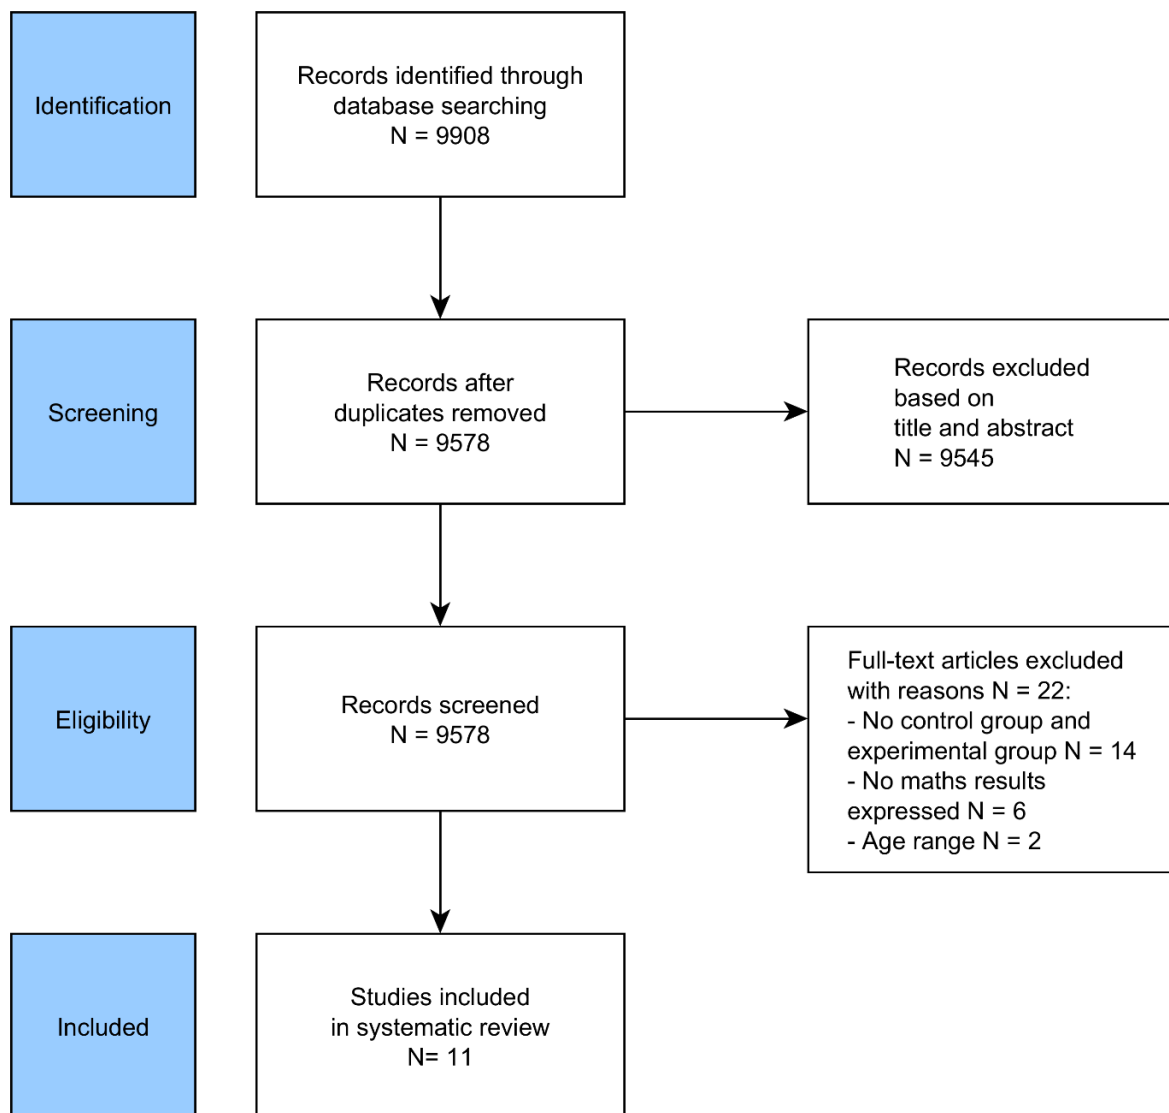 Identification
Records identified through
database searching
N = 9908
Screening
Records after
duplicates removed
N = 9578
Records excluded
based on
title and abstract
N = 9545
Eligibility
Records screened
N = 9578
Full-text articles excluded
with reasons N = 22:
- No control group and
experimental group N = 14
- No maths results
expressed N = 6
- Age range N = 2
Included
Studies included
in systematic review
N= 11